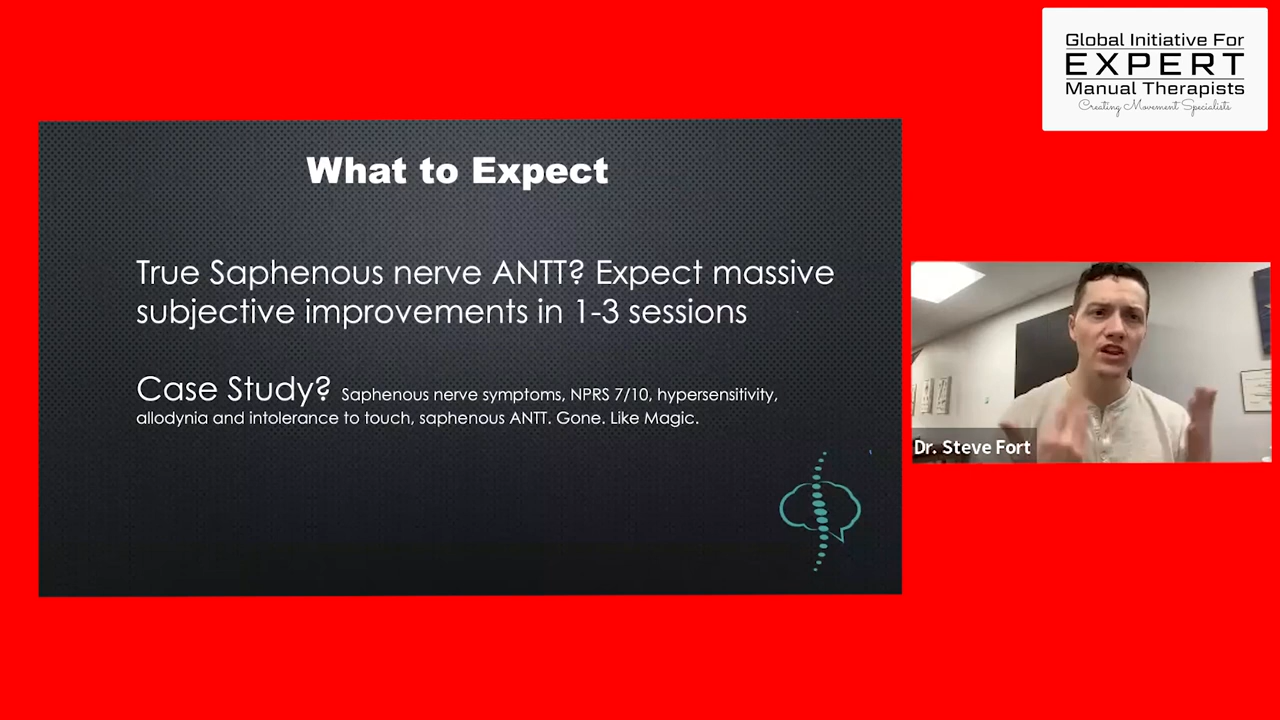 Global Initiative For
EXPERT
Manual Therapists
Creating Movement Specialists
What to Expect
True Saphenous nerve ANTT? Expect massive
subjective improvements in 1-3 sessions
Case Study? Saphenous nerve symptoms, NPRS 7/10, hypersensitivity,
allodynia and intolerance to touch, saphenous ANTT. Gone. Like Magic.
Dr. Steve Fort